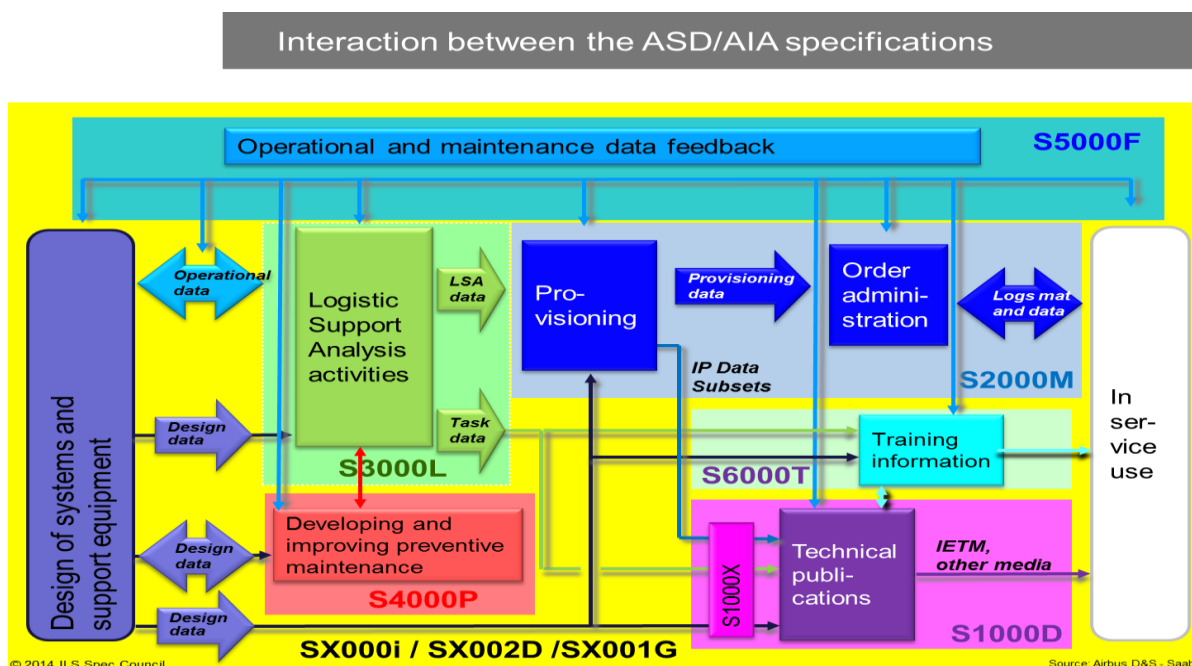 Interaction between the ASD/AIA specifications
Operational and maintenance data feedback
S5000F
Design of systems and
support equipment
Operational
data
Logistic
Support
Analysis
activities
LSA
data
Task
data
S3000L
Pro-
visioning
Provisioning
data
Order
admini-
stration
Logs mat
and data
IP Data
Subsets
S2000M
In
ser-
vice
use
Design
data
Training
information
S6000T
Design
data
Developing and
improving preventive
maintenance
S4000P
S1000X
Technical
publi-
cations
IETM,
other media
S1000D
Design
data
SX000i / SX002D /SX001G
© 2014 ILS Spec Council
Source: Airbus D&S - Saab